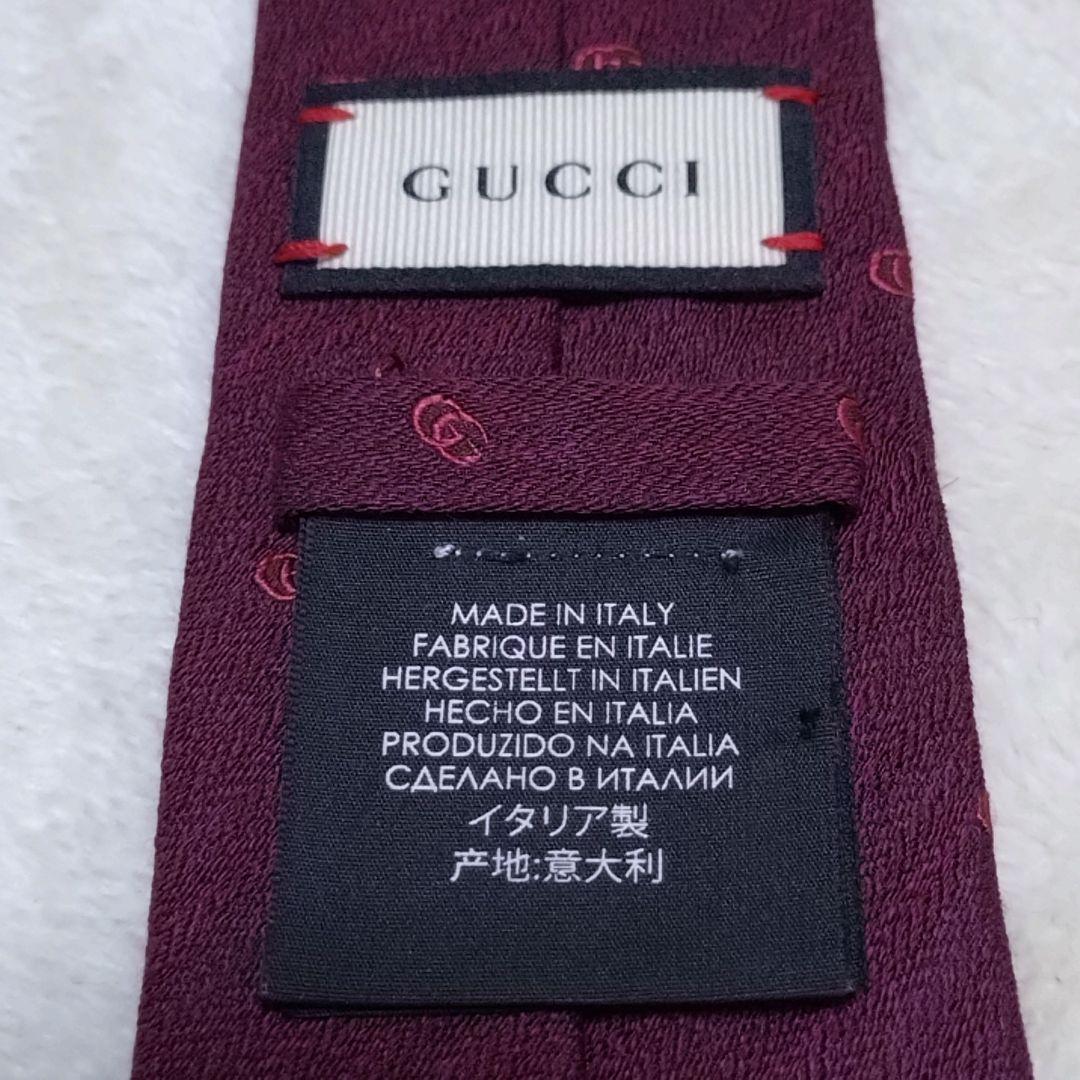 GUCCI
MADE IN ITALY
FABRIQUE EN ITALIE
HERGESTELLT IN ITALIEN
HECHO EN ITALIA
PRODUZIDO NA ITALIA
СДЕЛАНО В ИТАЛИИ
イタリア製
产地:意大利